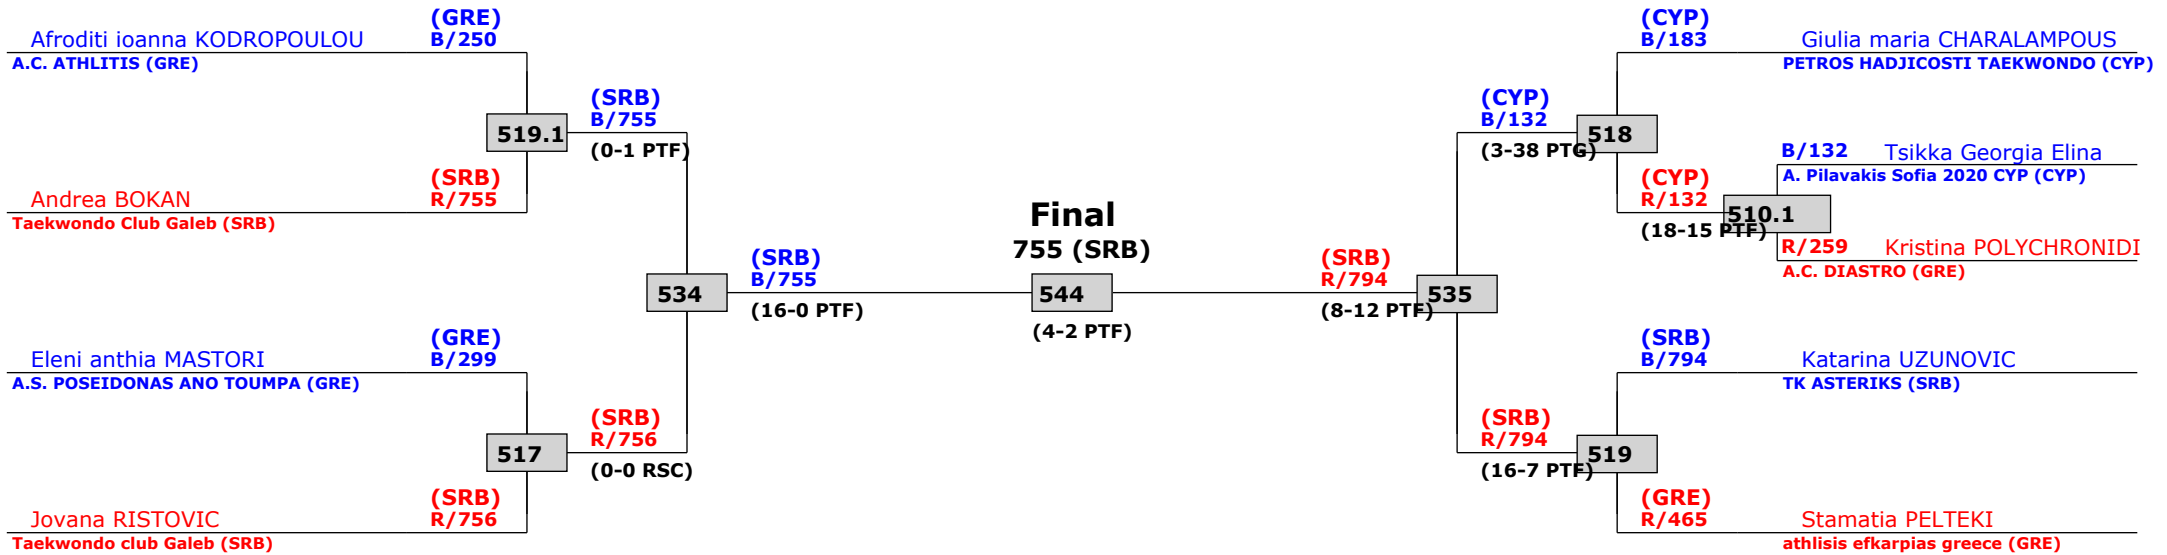 (GRE)
Afroditi ioanna KODROPOULOU B/250
A.C. ATHLITIS (GRE)
519.1
(SRB)
Andrea BOKAN R/755
Taekwondo Club Galeb (SRB)
(SRB)
B/755
(0-1 PTF)
534
(GRE)
Eleni anthia MASTORI B/299
A.S. POSEIDONAS ANO TOUMPA (GRE)
517
(SRB)
Jovana RISTOVIC R/756
Taekwondo club Galeb (SRB)
(SRB)
R/756
(0-0 RSC)
(SRB)
B/755
(16-0 PTF)
Final
755 (SRB)
544
(4-2 PTF)
(SRB)
R/794
(8-12 PTF)
535
(CYP)
B/132
(3-38 PTG)
518
(CYP)
B/183 Giulia maria CHARALAMPOUS
PETROS HADJICOSTI TAEKWONDO (CYP)
(CYP)
R/132
(18-15 PTF)
510.1
B/132 Tsikka Georgia Elina
A. Pilavakis Sofia 2020 CYP (CYP)
R/259 Kristina POLYCHRONIDI
A.C. DIASTRO (GRE)
(SRB)
R/794
(16-7 PTF)
519
(SRB)
B/794 Katarina UZUNOVIC
TK ASTERIKS (SRB)
(GRE)
R/465 Stamatia PELTEKI
athlisis efkarpias greece (GRE)